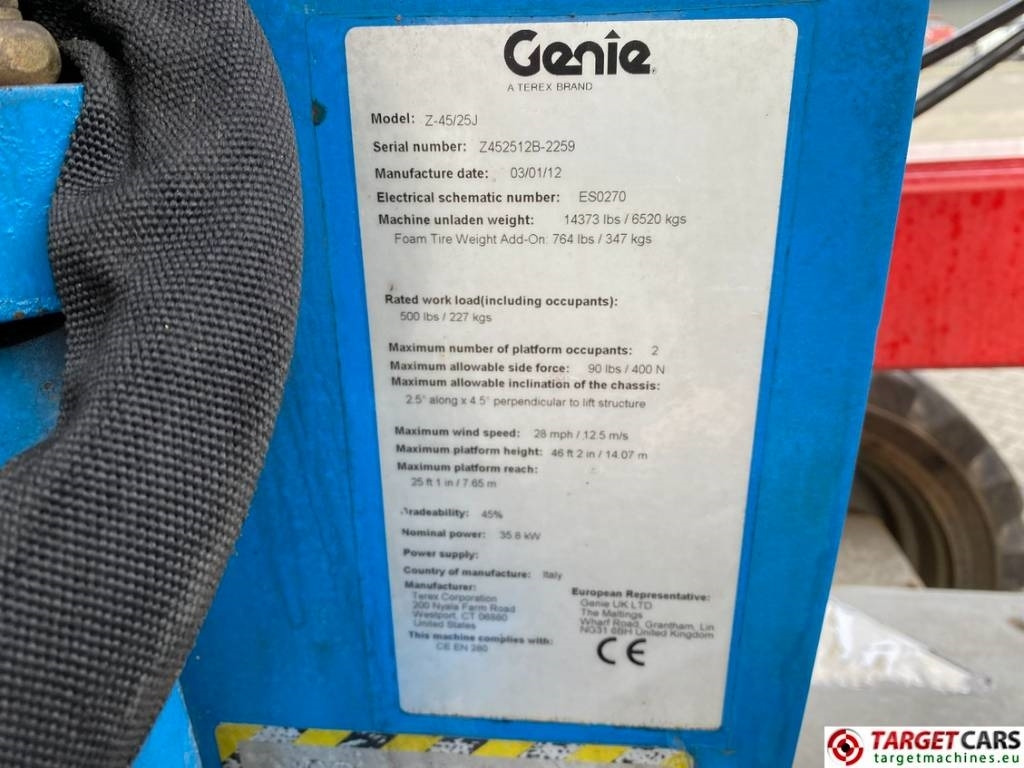 Genie
A TEREX BRAND
Model: Z-45/25J
Serial number: Z452512B-2259
Manufacture date: 03/01/12
Electrical schematic number: ES0270
Machine unladen weight: 14373 lbs / 6520 kgs
Foam Tire Weight Add-On: 764 lbs / 347 kgs
Rated work load(including occupants):
500 lbs / 227 kgs
Maximum number of platform occupants: 2
Maximum allowable side force: 90 lbs / 400 N
Maximum allowable inclination of the chassis:
2.5° along x 4.5° perpendicular to lift structure
Maximum wind speed: 28 mph / 12.5 m/s
Maximum platform height: 46 ft 2 in / 14.07 m
Maximum platform reach:
25 ft 1 in / 7.65 m
Gradeability: 45%
Nominal power: 35.8 kW
Power supply:
Country of manufacture: Italy
Manufacturer:
Terex Corporation
200 Nyala Farm Road
Westport, CT 06880
United States
This machine complies with:
CE EN 280
European Representative:
Genie UK LTD
The Maltings
Wharf Road, Grantham, Lin
NG31 6BH United Kingdom
CE
TARGETCARS
targetmachines.eu